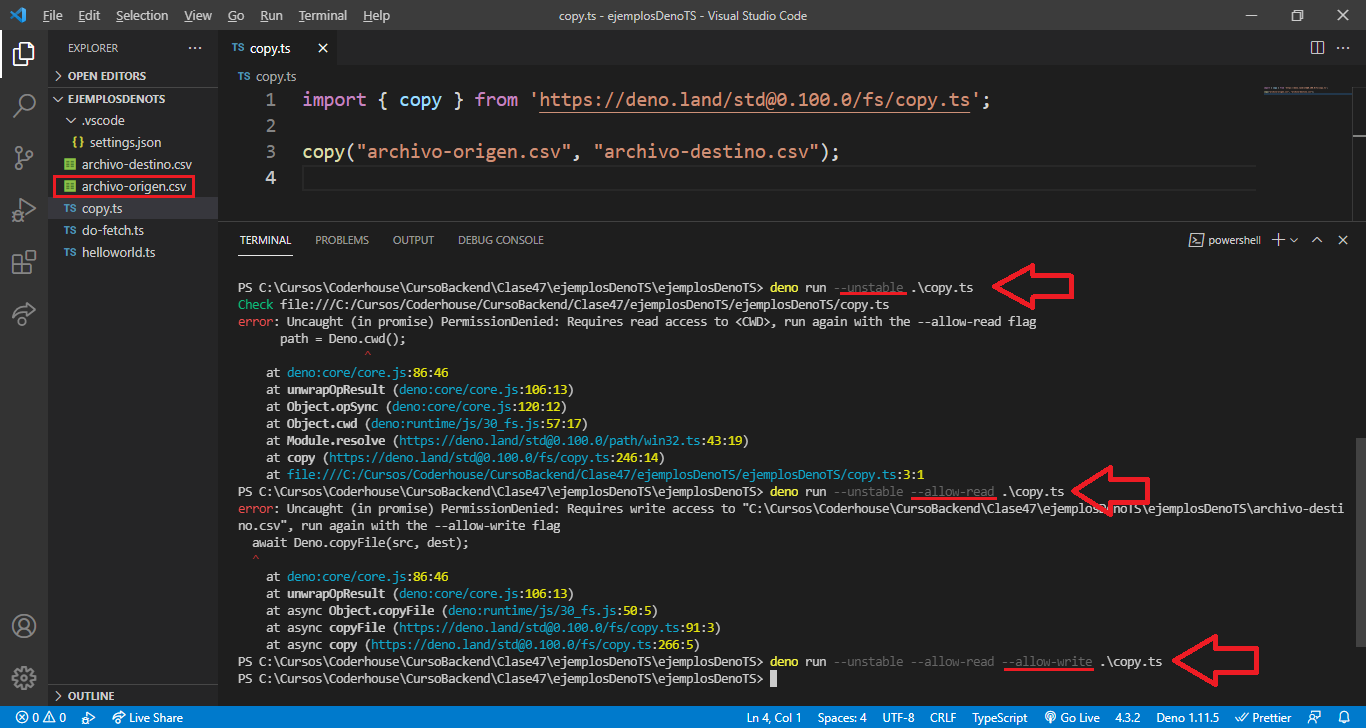 File Edit Selection View Go Run Terminal Help copy.ts - ejemplosDenoTS - Visual Studio Code
EXPLORER
OPEN EDITORS
EJEMPLOSDENOTS
.vscode
{} settings.json
archivo-destino.csv
archivo-origen.csv
TS copy.ts
TS do-fetch.ts
TS helloworld.ts
OUTLINE
TS copy.ts
TS copy.ts
1 import { copy } from 'https://deno.land/std@0.100.0/fs/copy.ts';
2
3 copy("archivo-origen.csv", "archivo-destino.csv");
4
TERMINAL PROBLEMS OUTPUT DEBUG CONSOLE powershell
PS C:\Cursos\Coderhouse\CursoBackend\Clase47\ejemplosDenoTS\ejemplosDenoTS> deno run --unstable .\copy.ts
Check file:///C:/Cursos/Coderhouse/CursoBackend/Clase47/ejemplosDenoTS/ejemplosDenoTS/copy.ts
error: Uncaught (in promise) PermissionDenied: Requires read access to <CWD>, run again with the --allow-read flag
path = Deno.cwd();
^
at deno:core/core.js:86:46
at unwrapOpResult (deno:core/core.js:106:13)
at Object.opSync (deno:core/core.js:120:12)
at Object.cwd (deno:runtime/js/30_fs.js:57:17)
at Module.resolve (https://deno.land/std@0.100.0/path/win32.ts:43:19)
at copy (https://deno.land/std@0.100.0/fs/copy.ts:246:14)
at file:///C:/Cursos/Coderhouse/CursoBackend/Clase47/ejemplosDenoTS/ejemplosDenoTS/copy.ts:3:1
PS C:\Cursos\Coderhouse\CursoBackend\Clase47\ejemplosDenoTS\ejemplosDenoTS> deno run --unstable --allow-read .\copy.ts
error: Uncaught (in promise) PermissionDenied: Requires write access to "C:\Cursos\Coderhouse\CursoBackend\Clase47\ejemplosDenoTS\ejemplosDenoTS\archivo-desti
no.csv", run again with the --allow-write flag
await Deno.copyFile(src, dest);
^
at deno:core/core.js:86:46
at unwrapOpResult (deno:core/core.js:106:13)
at async Object.copyFile (deno:runtime/js/30_fs.js:50:5)
at async copyFile (https://deno.land/std@0.100.0/fs/copy.ts:91:3)
at async copy (https://deno.land/std@0.100.0/fs/copy.ts:266:5)
PS C:\Cursos\Coderhouse\CursoBackend\Clase47\ejemplosDenoTS\ejemplosDenoTS> deno run --unstable --allow-read --allow-write .\copy.ts
PS C:\Cursos\Coderhouse\CursoBackend\Clase47\ejemplosDenoTS\ejemplosDenoTS>
0 0 Live Share Ln 4, Col 1 Spaces: 4 UTF-8 CRLF TypeScript Go Live 4.3.2 Deno 1.11.5 Prettier